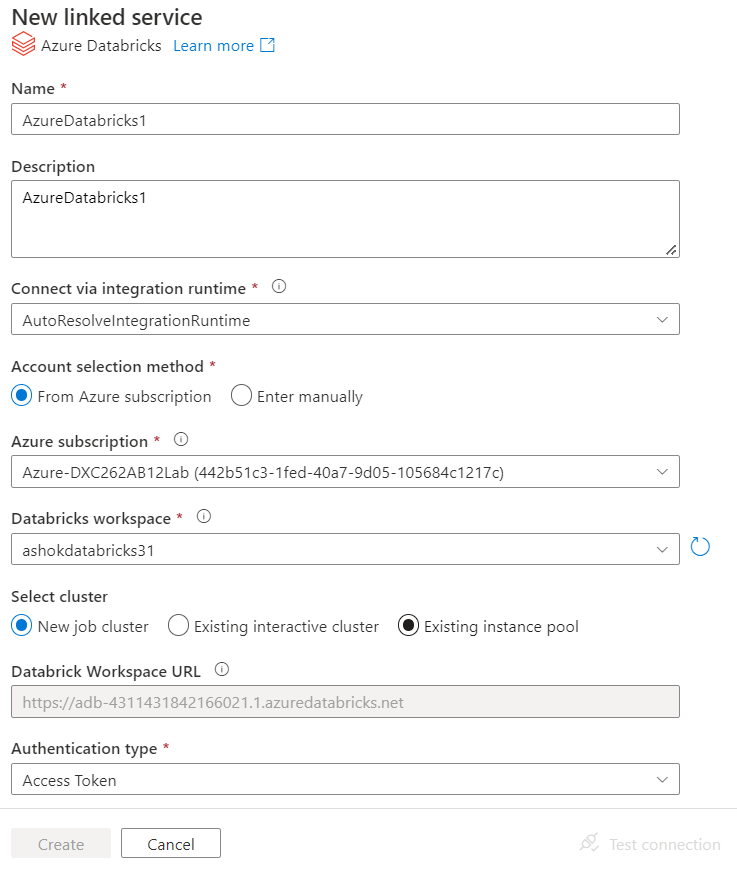 New linked service
Azure Databricks Learn more
Name *
AzureDatabricks1
Description
AzureDatabricks1
Connect via integration runtime *
AutoResolveIntegrationRuntime
Account selection method *
From Azure subscription Enter manually
Azure subscription *
Azure-DXC262AB12Lab (442b51c3-1fed-40a7-9d05-105684c1217c)
Databricks workspace *
ashokdatabricks31
Select cluster
New job cluster Existing interactive cluster Existing instance pool
Databrick Workspace URL
https://adb-4311431842166021.1.azuredatabricks.net
Authentication type *
Access Token
Create Cancel Test connection